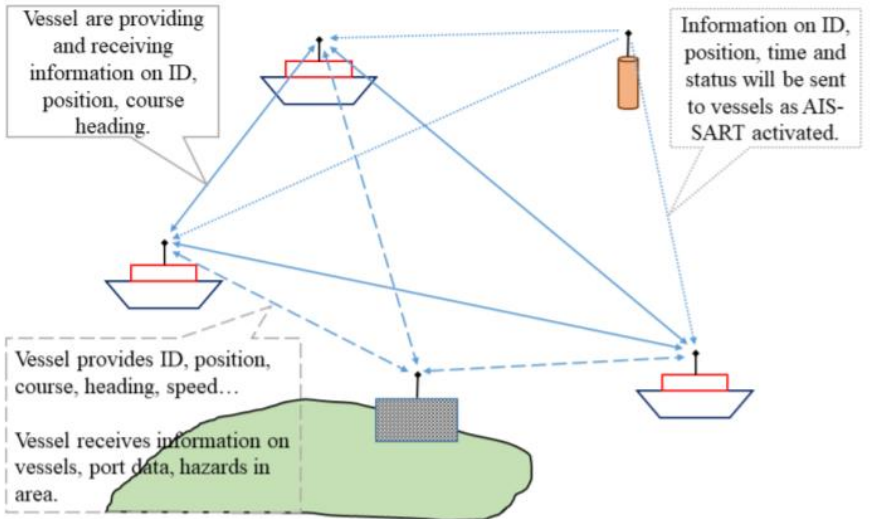 Vessel are providing
and receiving
information on ID,
position, course
heading.
Information on ID,
position, time and
status will be sent
to vessels as AIS-
SART activated.
Vessel provides ID, position,
course, heading, speed…
Vessel receives information on
vessels, port data, hazards in
area.